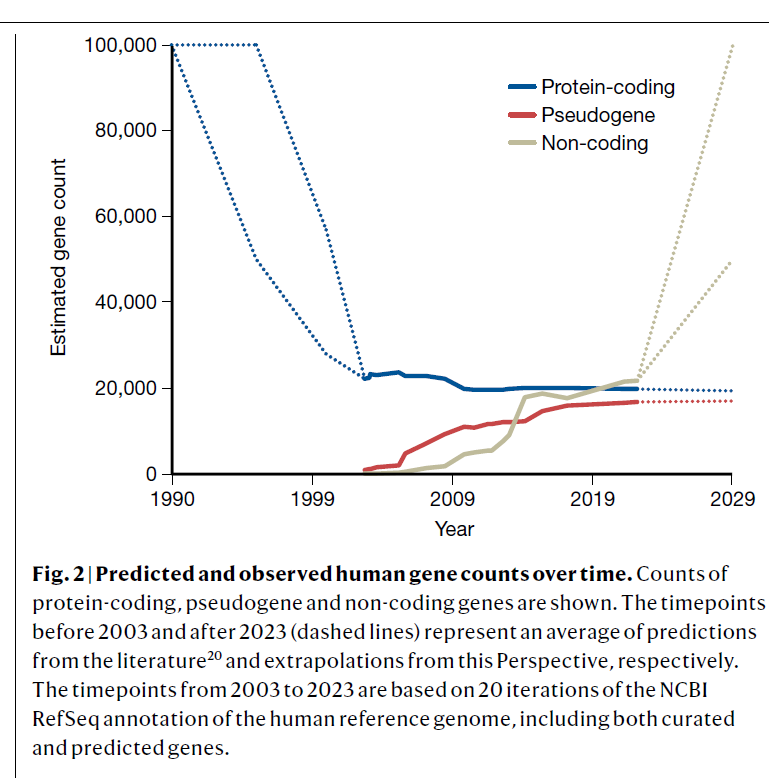 100,000
80,000
60,000
40,000
20,000
0
Estimated gene count
Protein-coding
Pseudogene
Non-coding
1990
1999
2009
2019
2029
Year
Fig. 2 | Predicted and observed human gene counts over time. Counts of
protein-coding, pseudogene and non-coding genes are shown. The timepoints
before 2003 and after 2023 (dashed lines) represent an average of predictions
from the literature20 and extrapolations from this Perspective, respectively.
The timepoints from 2003 to 2023 are based on 20 iterations of the NCBI
RefSeq annotation of the human reference genome, including both curated
and predicted genes.